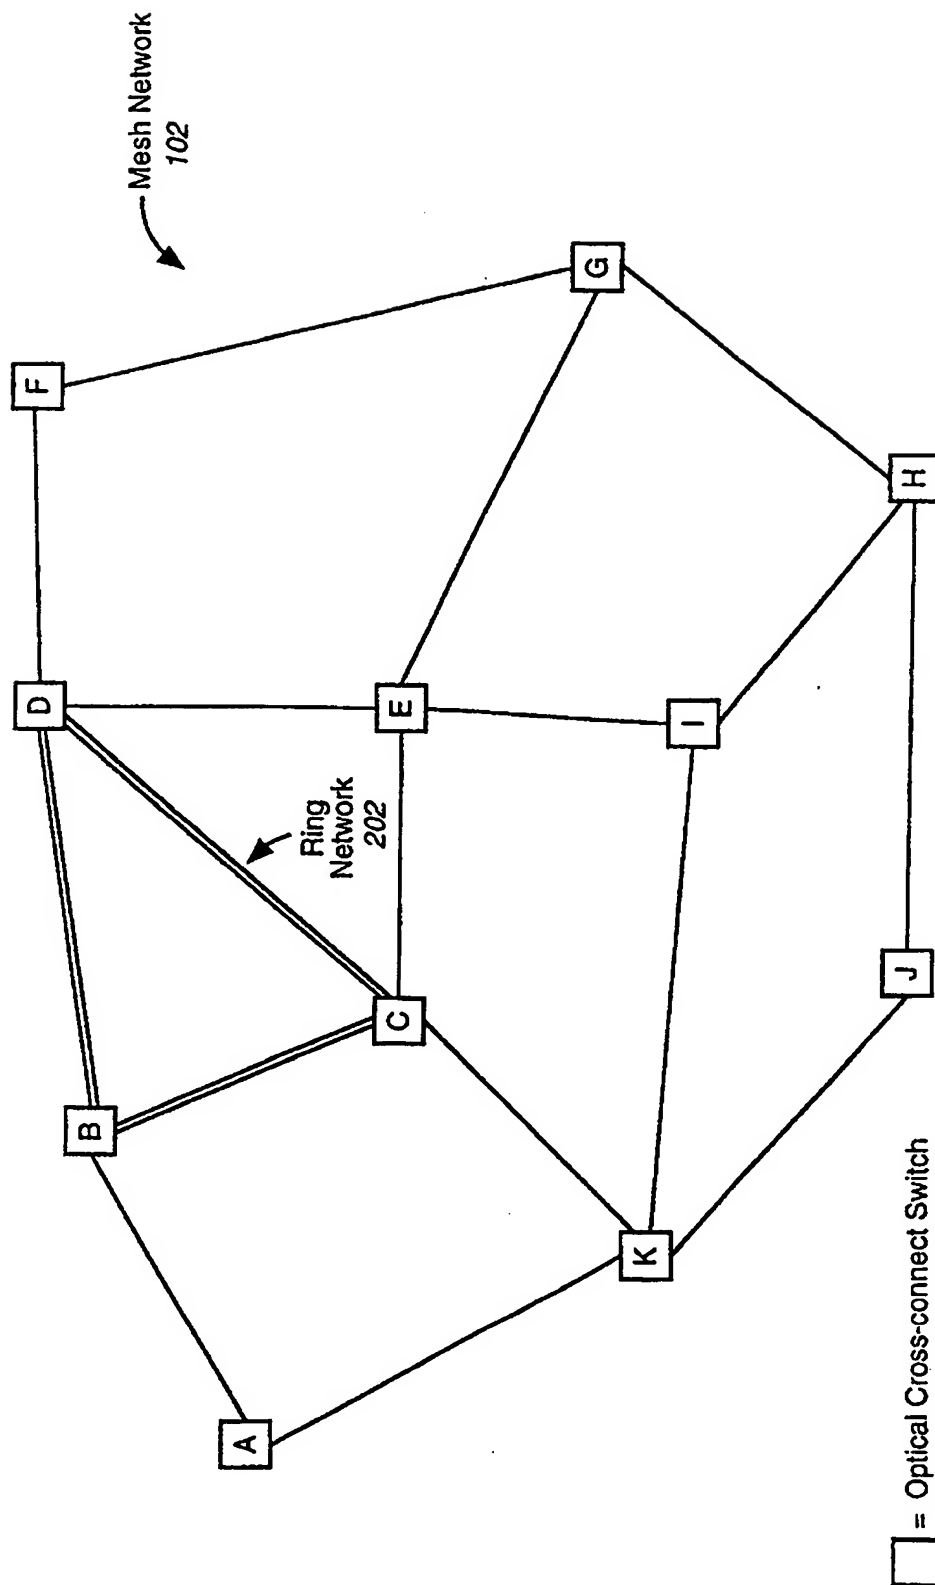 Mesh Network
102
F
D
G
B
E
Ring
Network
202
C
H
I
A
K
J
= Optical Cross-connect Switch